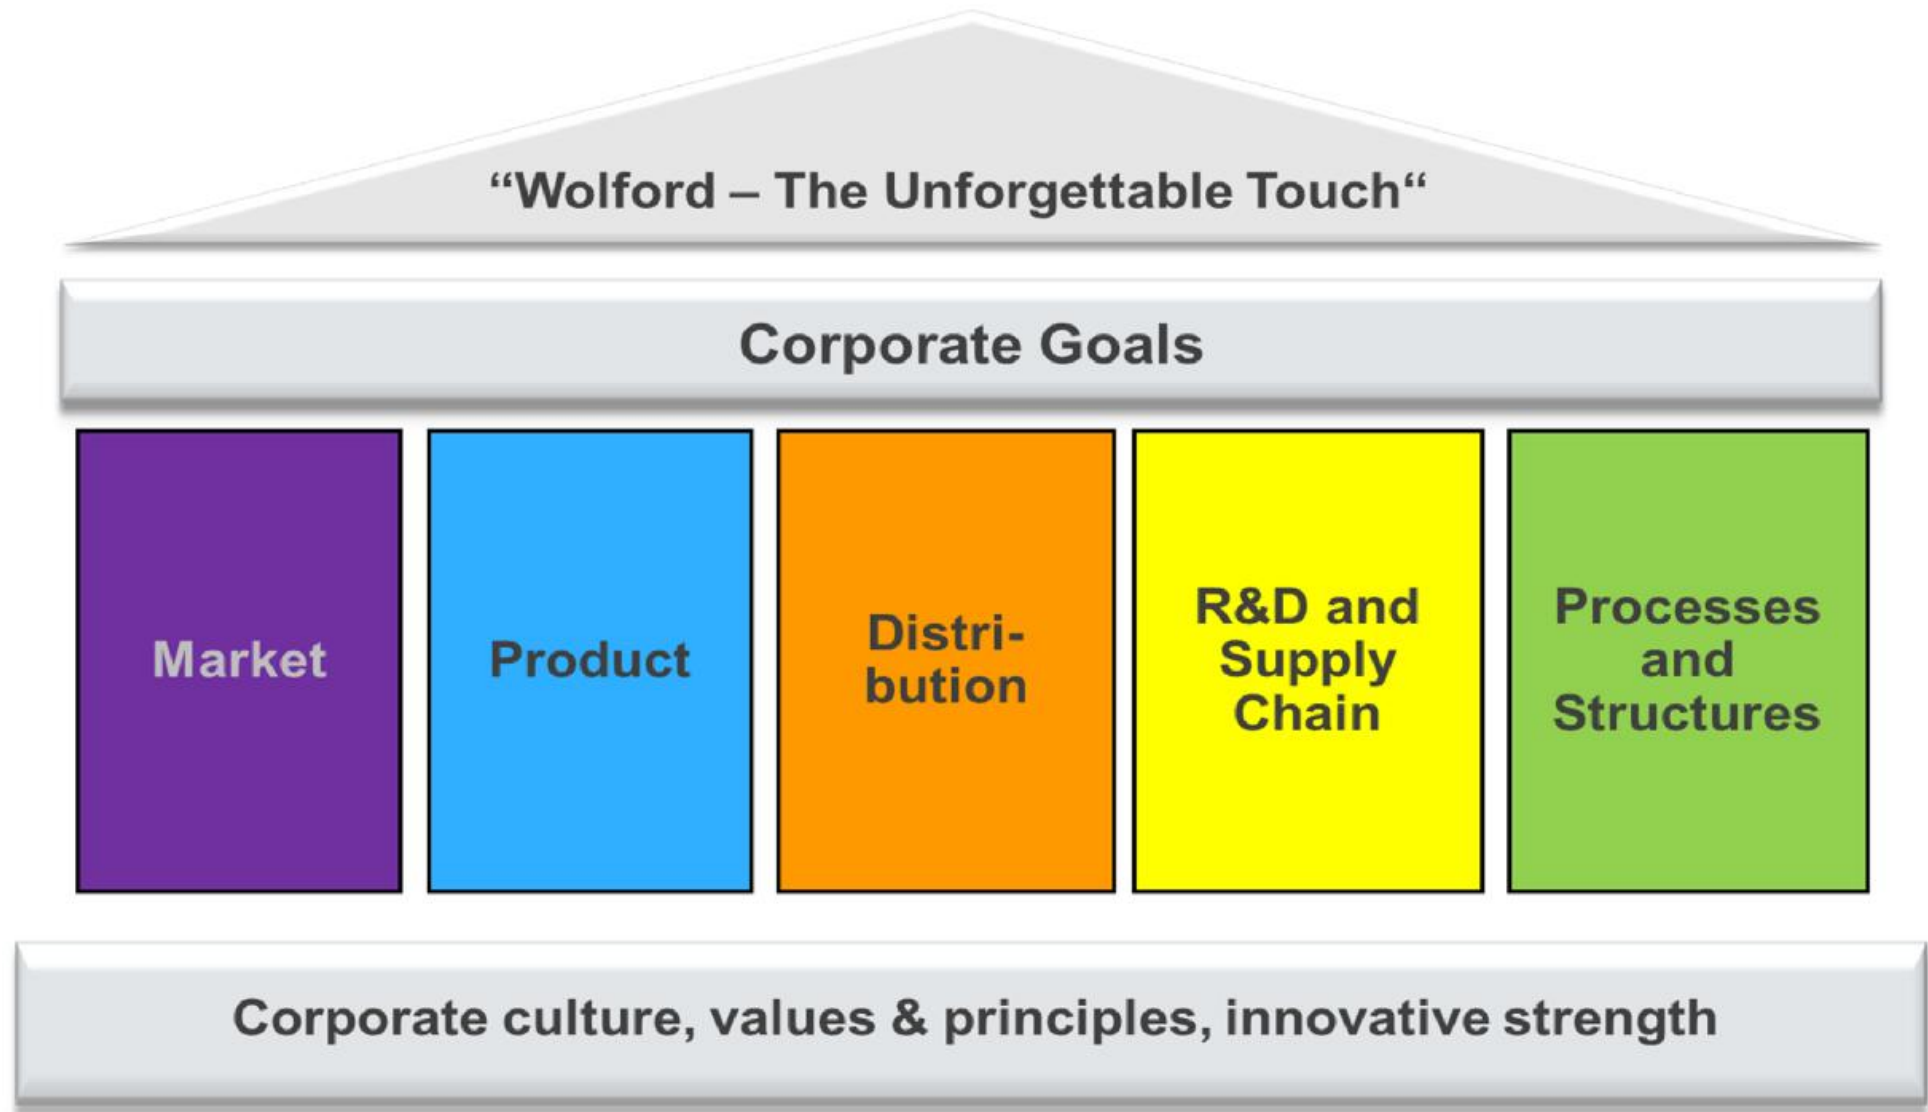 “Wolford – The Unforgettable Touch“
Corporate Goals
Market
Product
Distri-
bution
R&D and
Supply
Chain
Processes
and
Structures
Corporate culture, values & principles, innovative strength